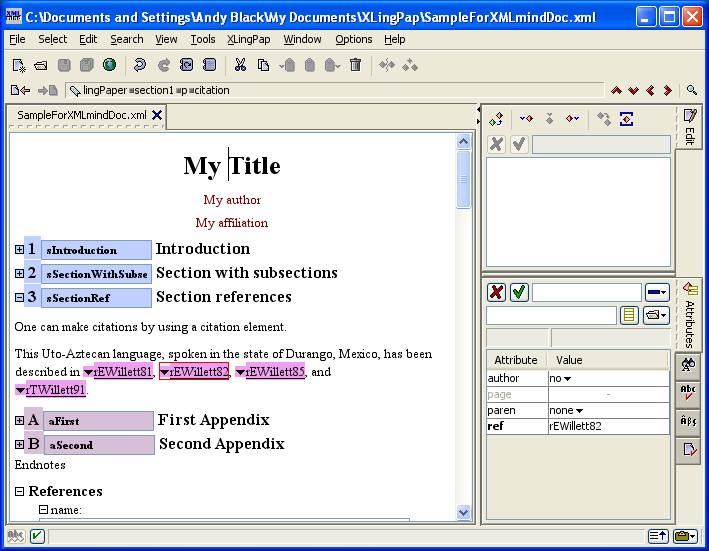 C:\Documents and Settings\Andy Black\My Documents\XLingPap\SampleForXMLmindDoc.xml
File Select Edit Search View Tools XLingPap Window Options Help
lingPaper section1 p citation
SampleForXMLmindDoc.xml
Edit
My Title
My author
My affiliation
1 sIntroduction Introduction
2 sSectionWithSubse Section with subsections
3 sSectionRef Section references
One can make citations by using a citation element.
This Uto-Aztecan language, spoken in the state of Durango, Mexico, has been
described in rEWillett81, rEWillett82, rEWillett85, and
rTWillett91.
A aFirst First Appendix
B aSecond Second Appendix
Endnotes
References
name:
Attributes
Attribute Value
author no
page -
paren none
ref rEWillett82